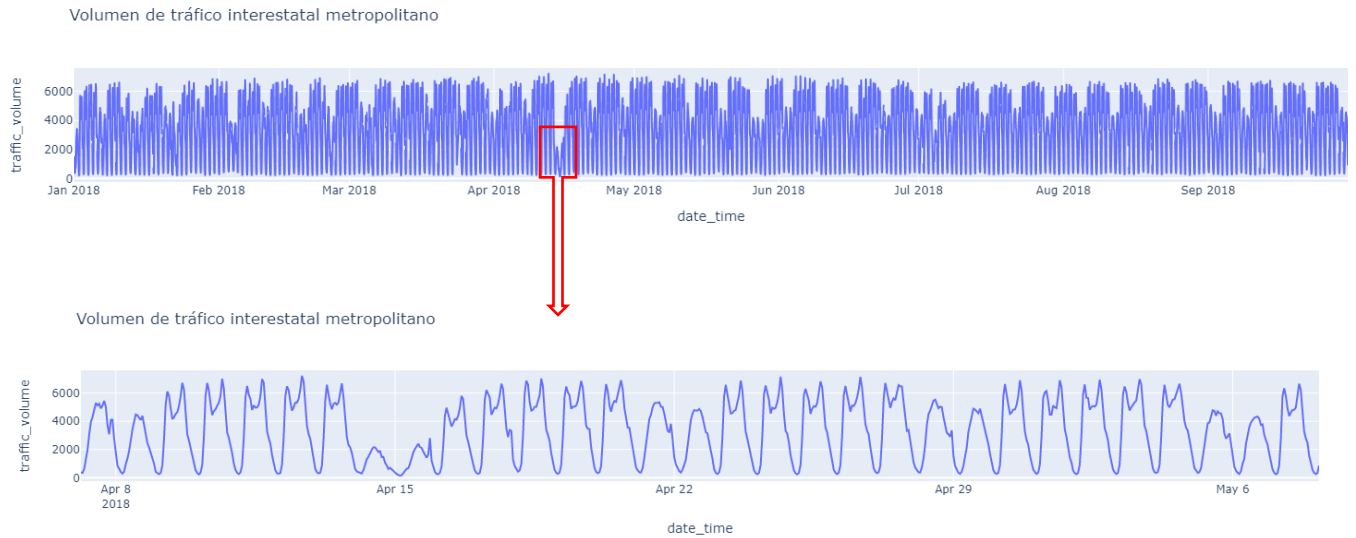 Volumen de tráfico interestatal metropolitano
traffic_volume
6000
4000
2000
0
Jan 2018 Feb 2018 Mar 2018 Apr 2018 May 2018 Jun 2018 Jul 2018 Aug 2018 Sep 2018
date_time
Volumen de tráfico interestatal metropolitano
traffic_volume
6000
4000
2000
0
Apr 8 Apr 15 Apr 22 Apr 29 May 6
2018
date_time